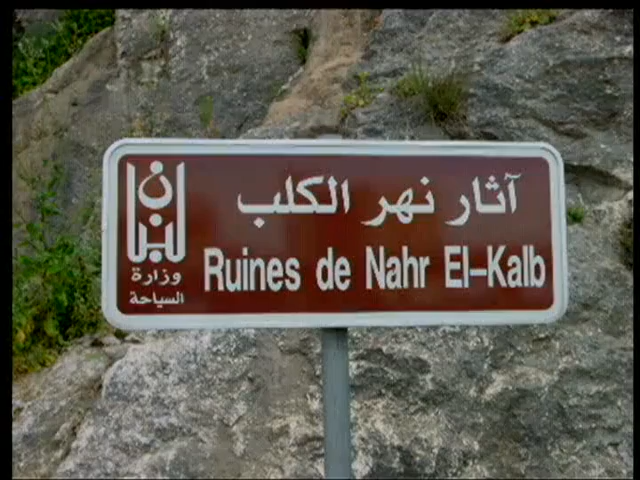 آثار نهر الكلب
Ruines de Nahr El-Kalb
لبنان
وزارة
السياحة